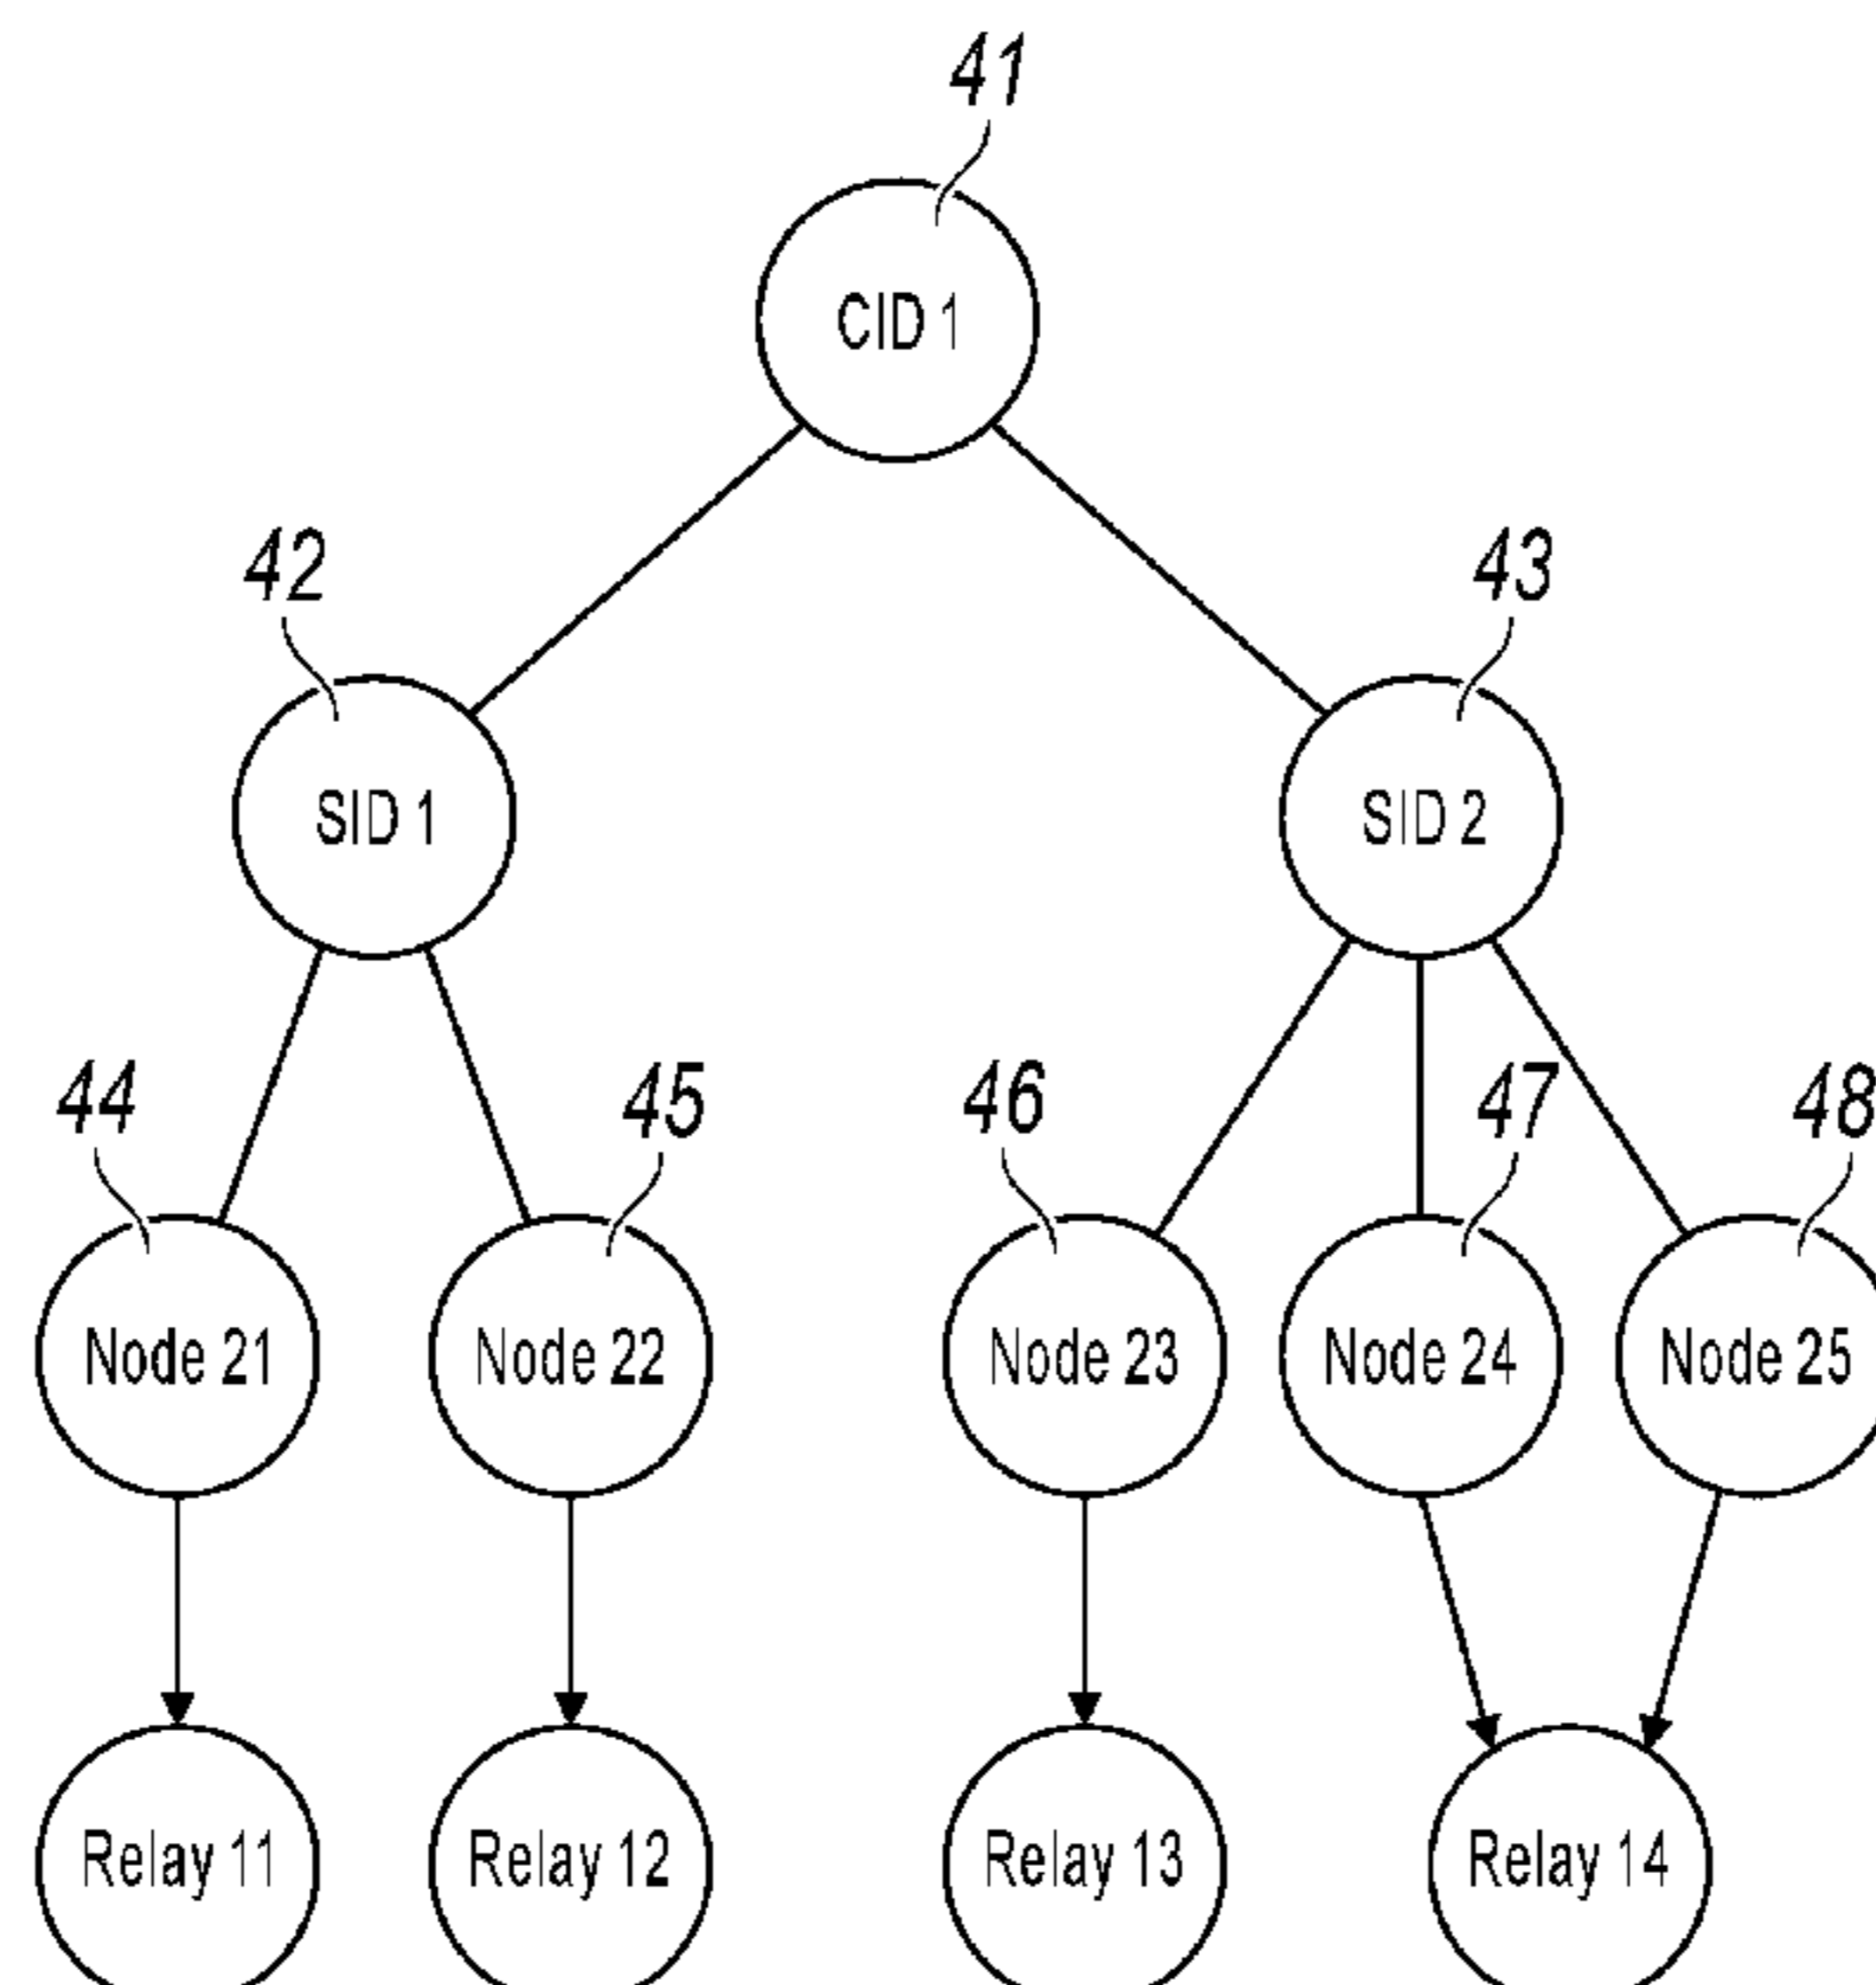 41
CID 1
42
43
SID 1
SID 2
44
45
46
47
48
Node 21
Node 22
Node 23
Node 24
Node 25
Relay 11
Relay 12
Relay 13
Relay 14